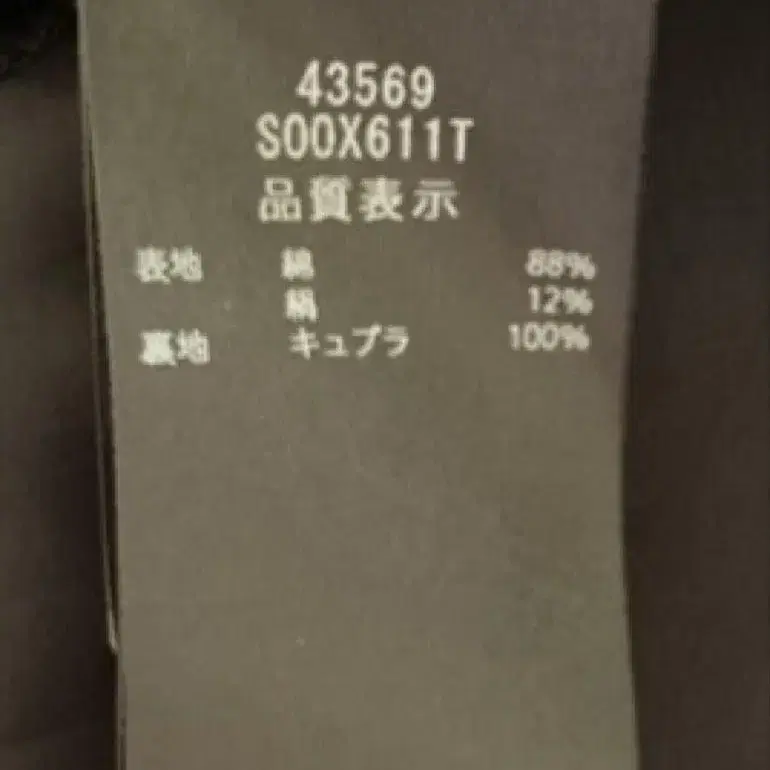 43569
S00X611T
品質表示
表地 綿 88%
絹 12%
裏地 キュプラ 100%